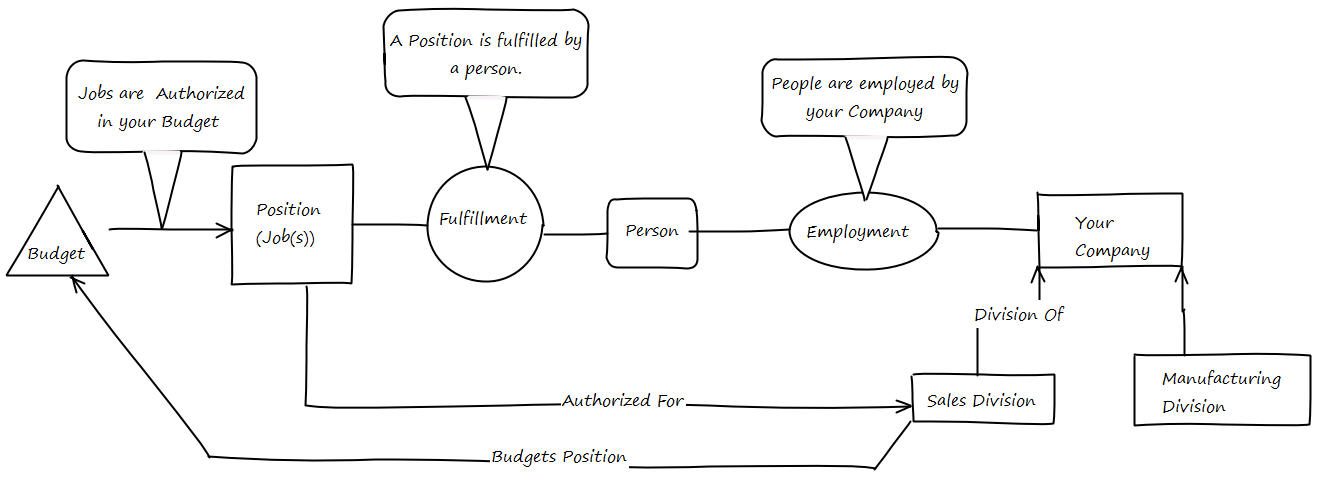 A Position is fulfilled by
a person.
Jobs are Authorized
in your Budget
People are employed by
your Company
Budget
Position
(Job(s))
Fulfillment
Person
Employment
Your
Company
Division Of
Sales Division
Manufacturing
Division
Authorized For
Budgets Position